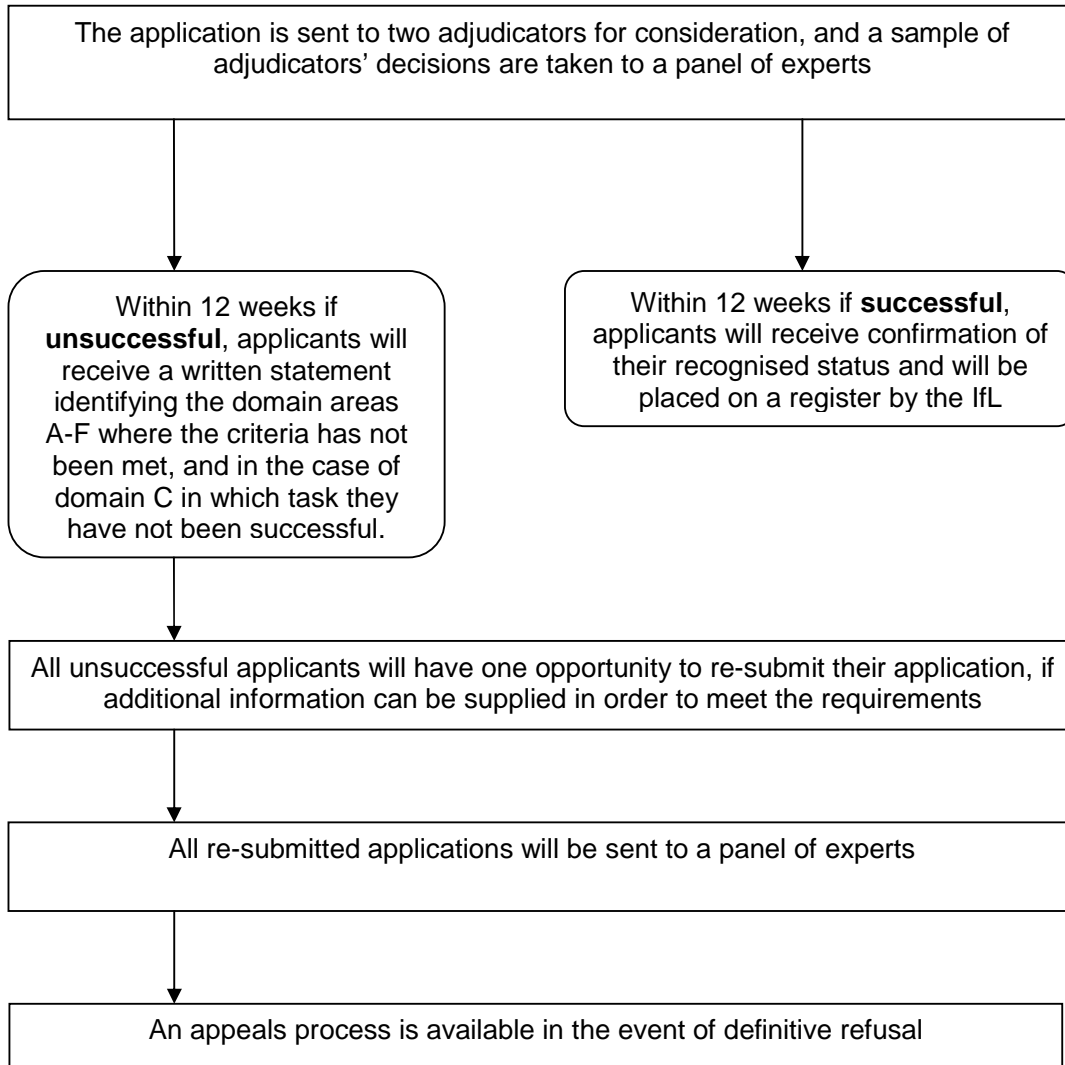 The application is sent to two adjudicators for consideration, and a sample of
adjudicators’ decisions are taken to a panel of experts
Within 12 weeks if
unsuccessful, applicants will
receive a written statement
identifying the domain areas
A-F where the criteria has not
been met, and in the case of
domain C in which task they
have not been successful.
Within 12 weeks if successful,
applicants will receive confirmation of
their recognised status and will be
placed on a register by the IfL
All unsuccessful applicants will have one opportunity to re-submit their application, if
additional information can be supplied in order to meet the requirements
All re-submitted applications will be sent to a panel of experts
An appeals process is available in the event of definitive refusal